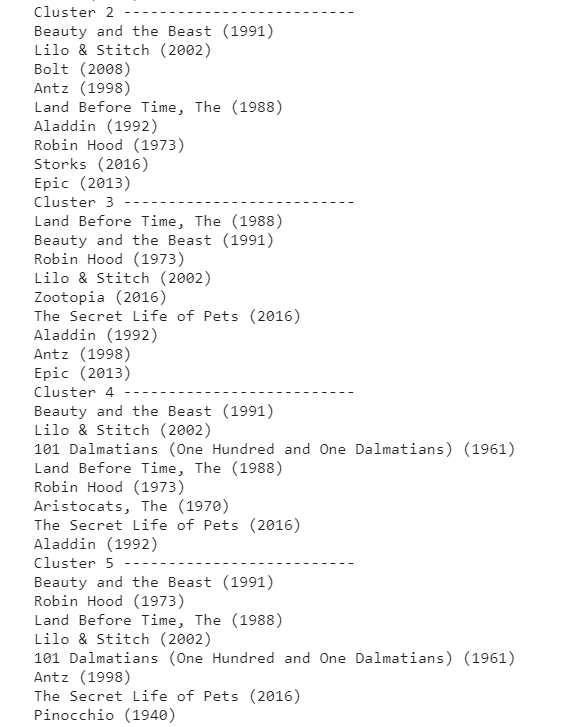 Cluster 2 --------------------------
Beauty and the Beast (1991)
Lilo & Stitch (2002)
Bolt (2008)
Antz (1998)
Land Before Time, The (1988)
Aladdin (1992)
Robin Hood (1973)
Storks (2016)
Epic (2013)
Cluster 3 --------------------------
Land Before Time, The (1988)
Beauty and the Beast (1991)
Robin Hood (1973)
Lilo & Stitch (2002)
Zootopia (2016)
The Secret Life of Pets (2016)
Aladdin (1992)
Antz (1998)
Epic (2013)
Cluster 4 --------------------------
Beauty and the Beast (1991)
Lilo & Stitch (2002)
101 Dalmatians (One Hundred and One Dalmatians) (1961)
Land Before Time, The (1988)
Robin Hood (1973)
Aristocats, The (1970)
The Secret Life of Pets (2016)
Aladdin (1992)
Cluster 5 --------------------------
Beauty and the Beast (1991)
Robin Hood (1973)
Land Before Time, The (1988)
Lilo & Stitch (2002)
101 Dalmatians (One Hundred and One Dalmatians) (1961)
Antz (1998)
The Secret Life of Pets (2016)
Pinocchio (1940)